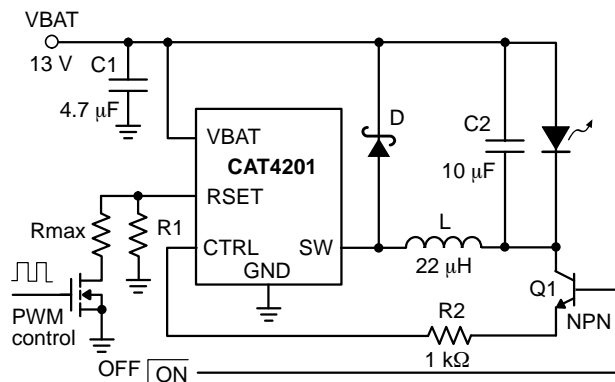 VBAT
13 V
C1
4.7 μF
VBAT
CAT4201
RSET
CTRL
SW
GND
D
C2
10 μF
L
22 μH
Rmax
R1
PWM
control
Q1
NPN
R2
1 kΩ
OFF ON